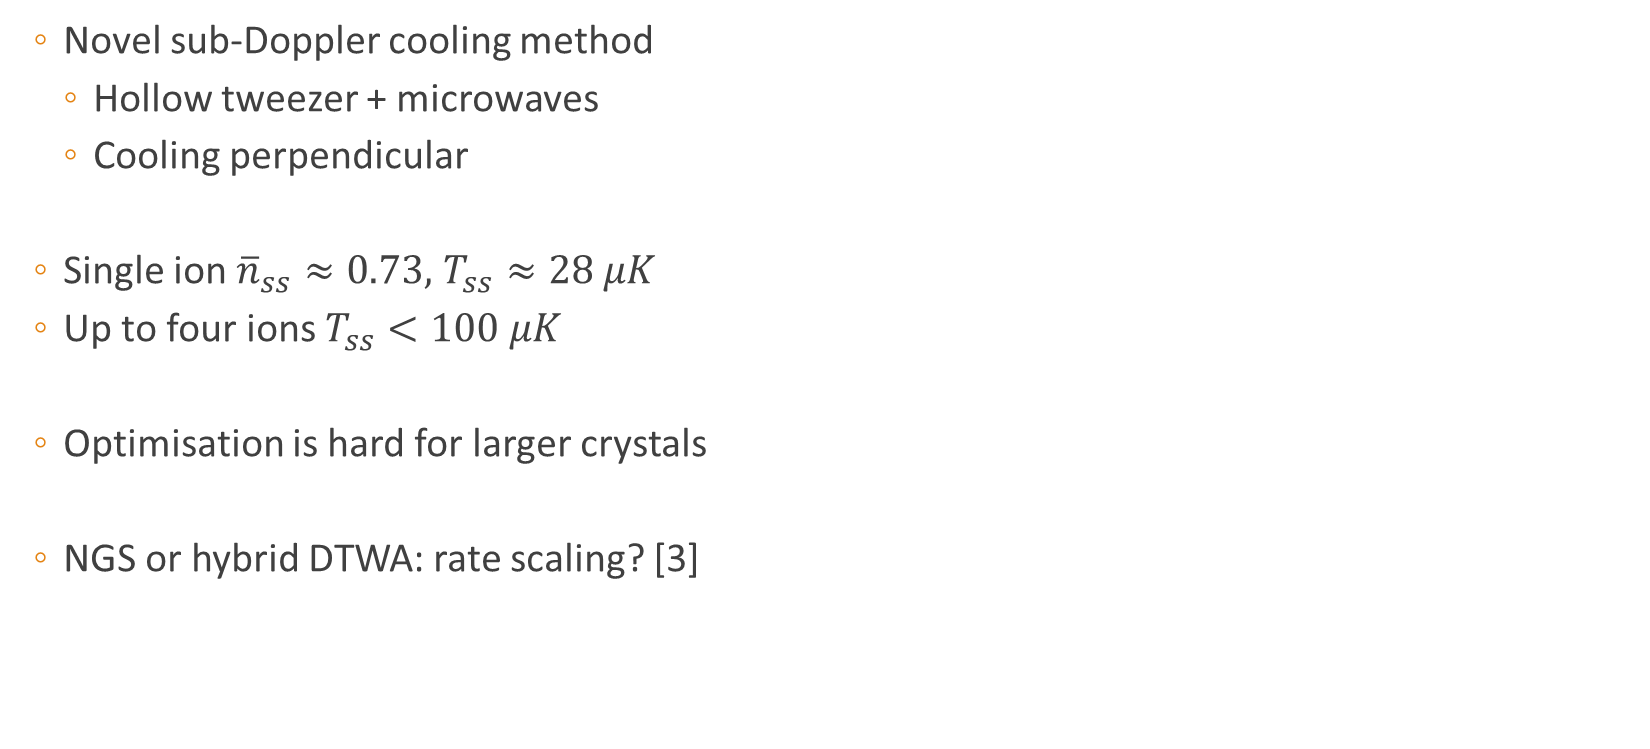 ◦ Novel sub-Doppler cooling method
◦ Hollow tweezer + microwaves
◦ Cooling perpendicular
◦ Single ion n̄ₛₛ ≈ 0.73, Tₛₛ ≈ 28 μK
◦ Up to four ions Tₛₛ < 100 μK
◦ Optimisation is hard for larger crystals
◦ NGS or hybrid DTWA: rate scaling? [3]